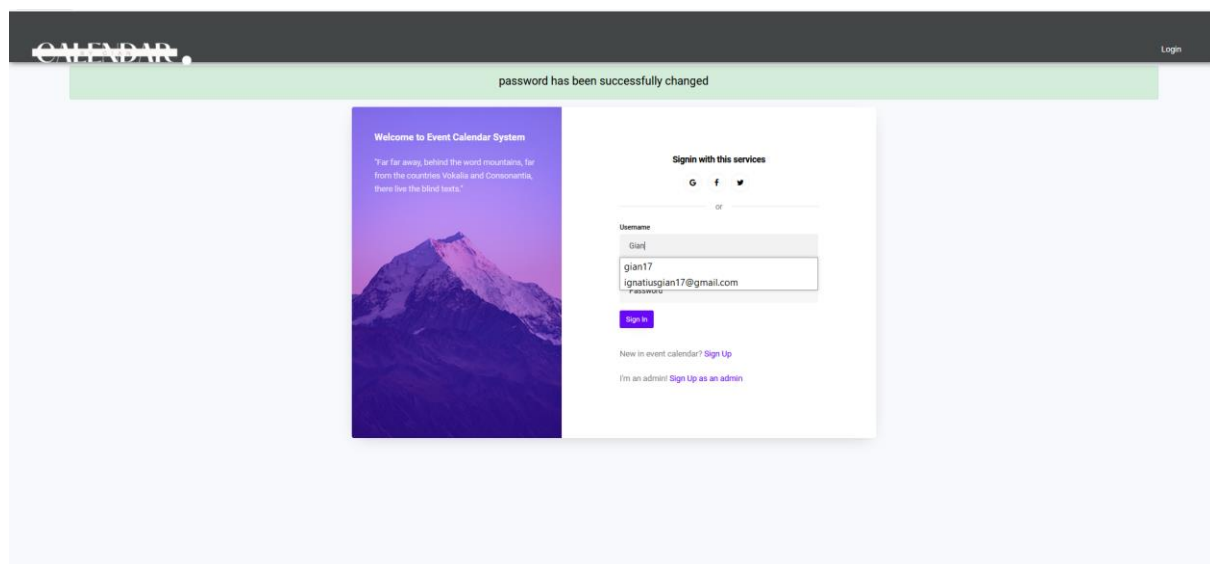 CALENDAR.
Login
password has been successfully changed
Welcome to Event Calendar System
"Far far away, behind the word mountains, far
from the countries Vokalia and Consonantia,
there live the blind texts."
Signin with this services
G f
or
Username
Gian
gian17
ignatiusgian17@gmail.com
Password
Sign In
New in event calendar? Sign Up
I'm an admin! Sign Up as an admin